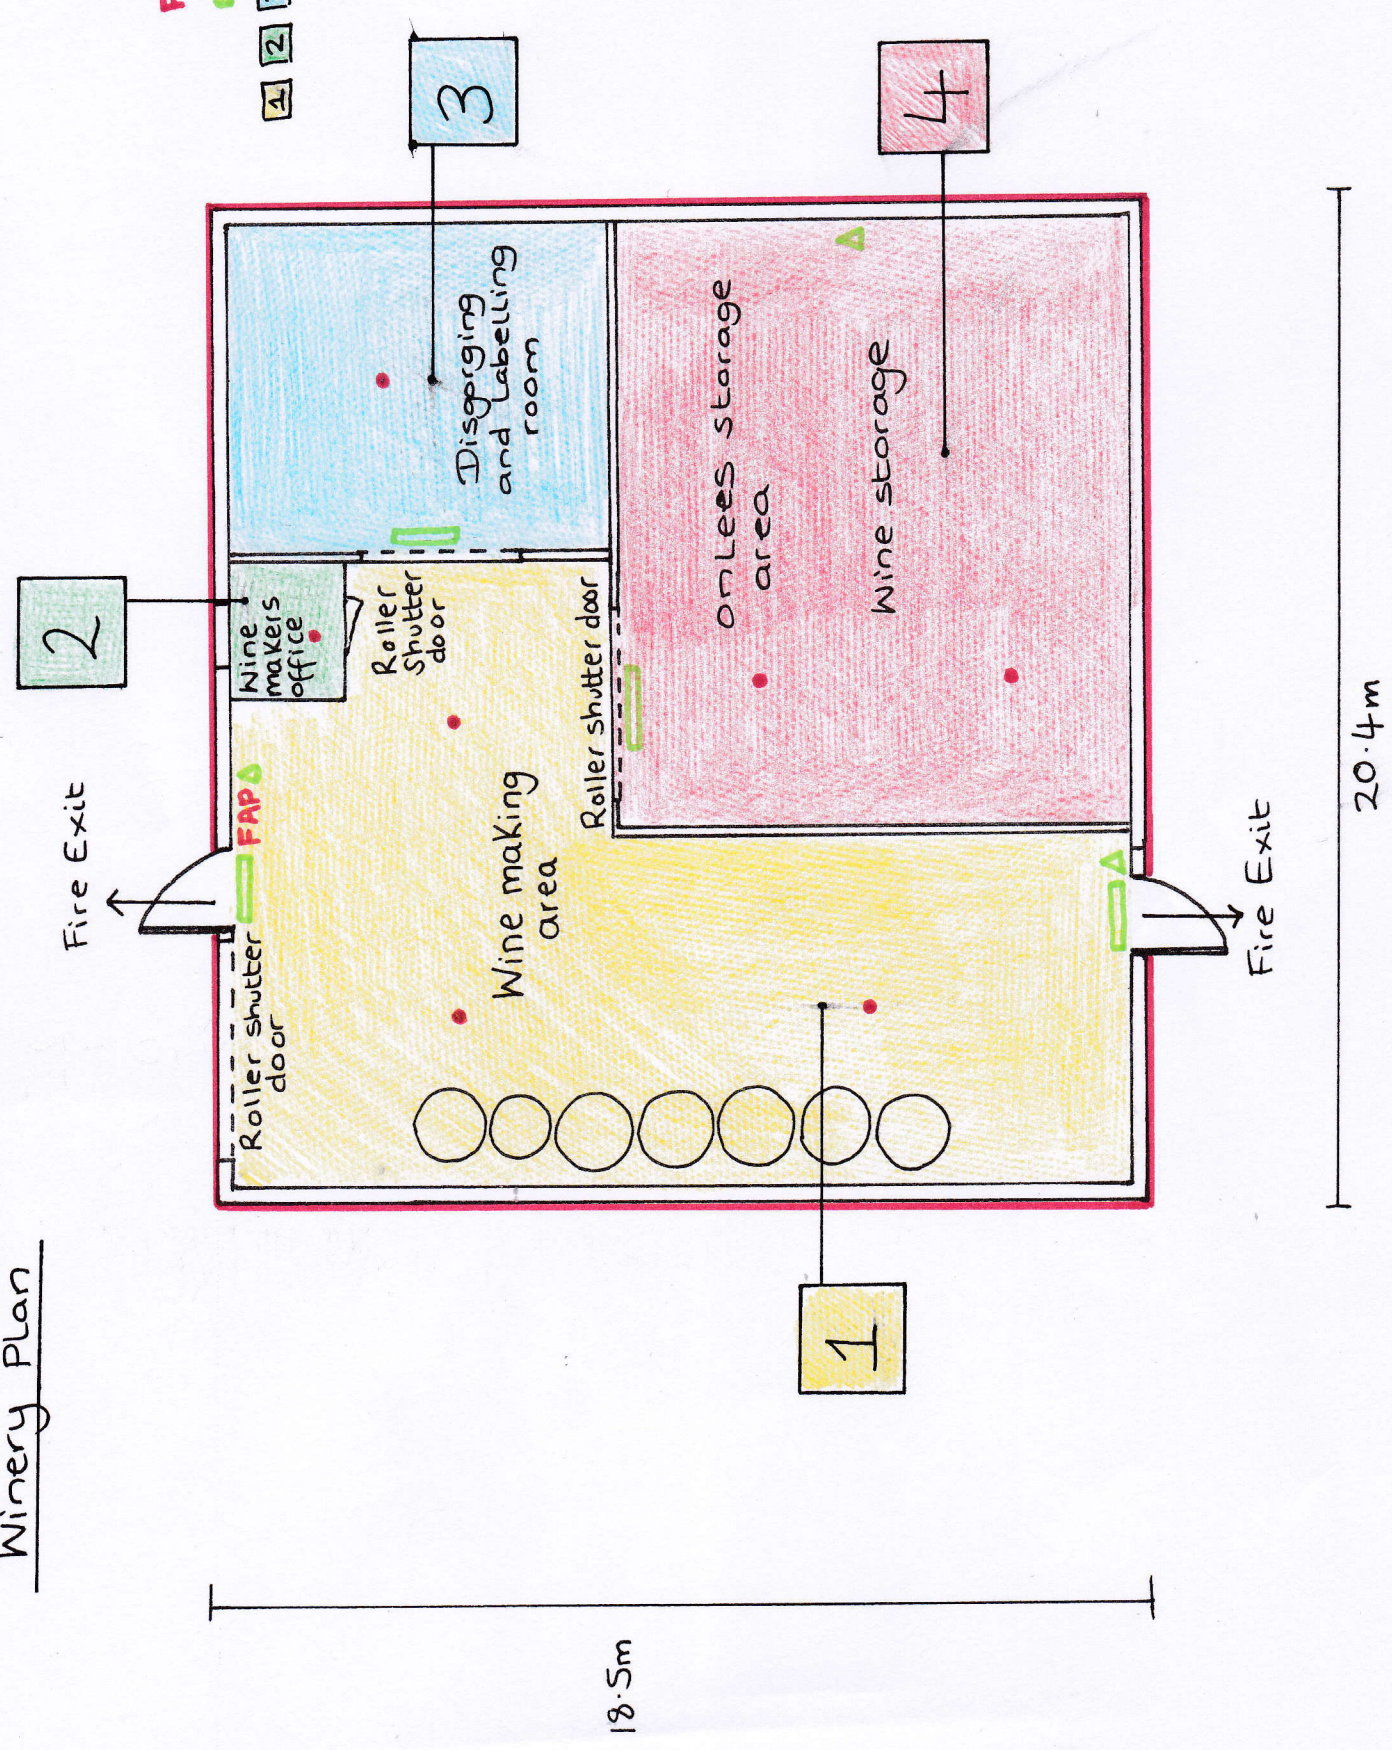 Winery Plan
1
2
F
Fire Exit
2
3
4
1
Roller shutter
door
FAP
Wine
makers
office
Roller
Shutter
door
Disgorging
and Labelling
room
Wine making
area
Roller shutter door
onLees storage
area
Wine storage
Fire Exit
18.5m
20.4m